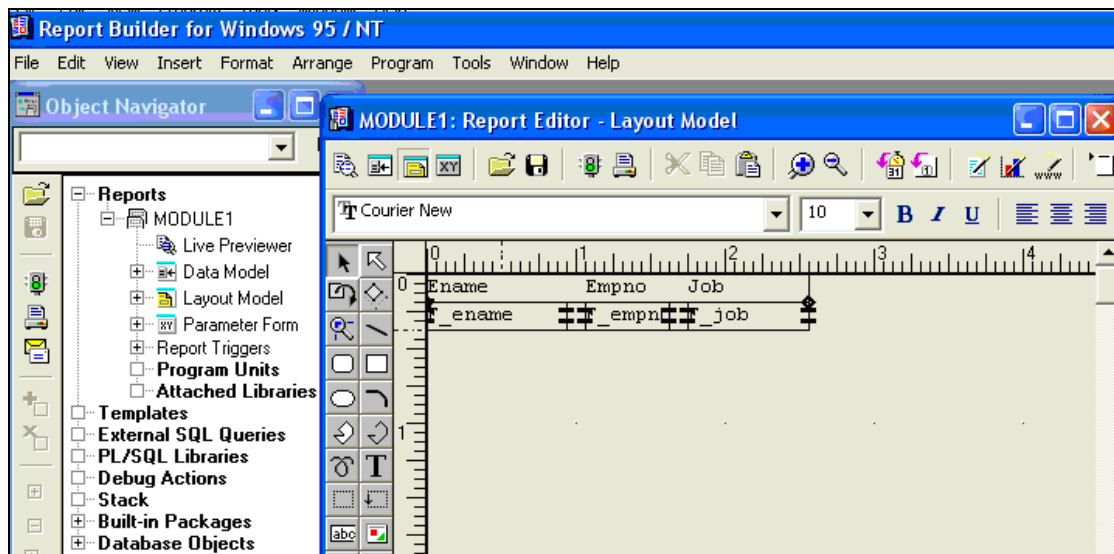 Report Builder for Windows 95 / NT
File Edit View Insert Format Arrange Program Tools Window Help
Object Navigator
MODULE1: Report Editor - Layout Model
Courier New
10
B I U
Reports
MODULE1
Live Previewer
Data Model
Layout Model
Parameter Form
Report Triggers
Program Units
Attached Libraries
Templates
External SQL Queries
PL/SQL Libraries
Debug Actions
Stack
Built-in Packages
Database Objects
0 1 2 3 4
0
Ename Empno Job
F_ename F_empn F_job
1
T
abc